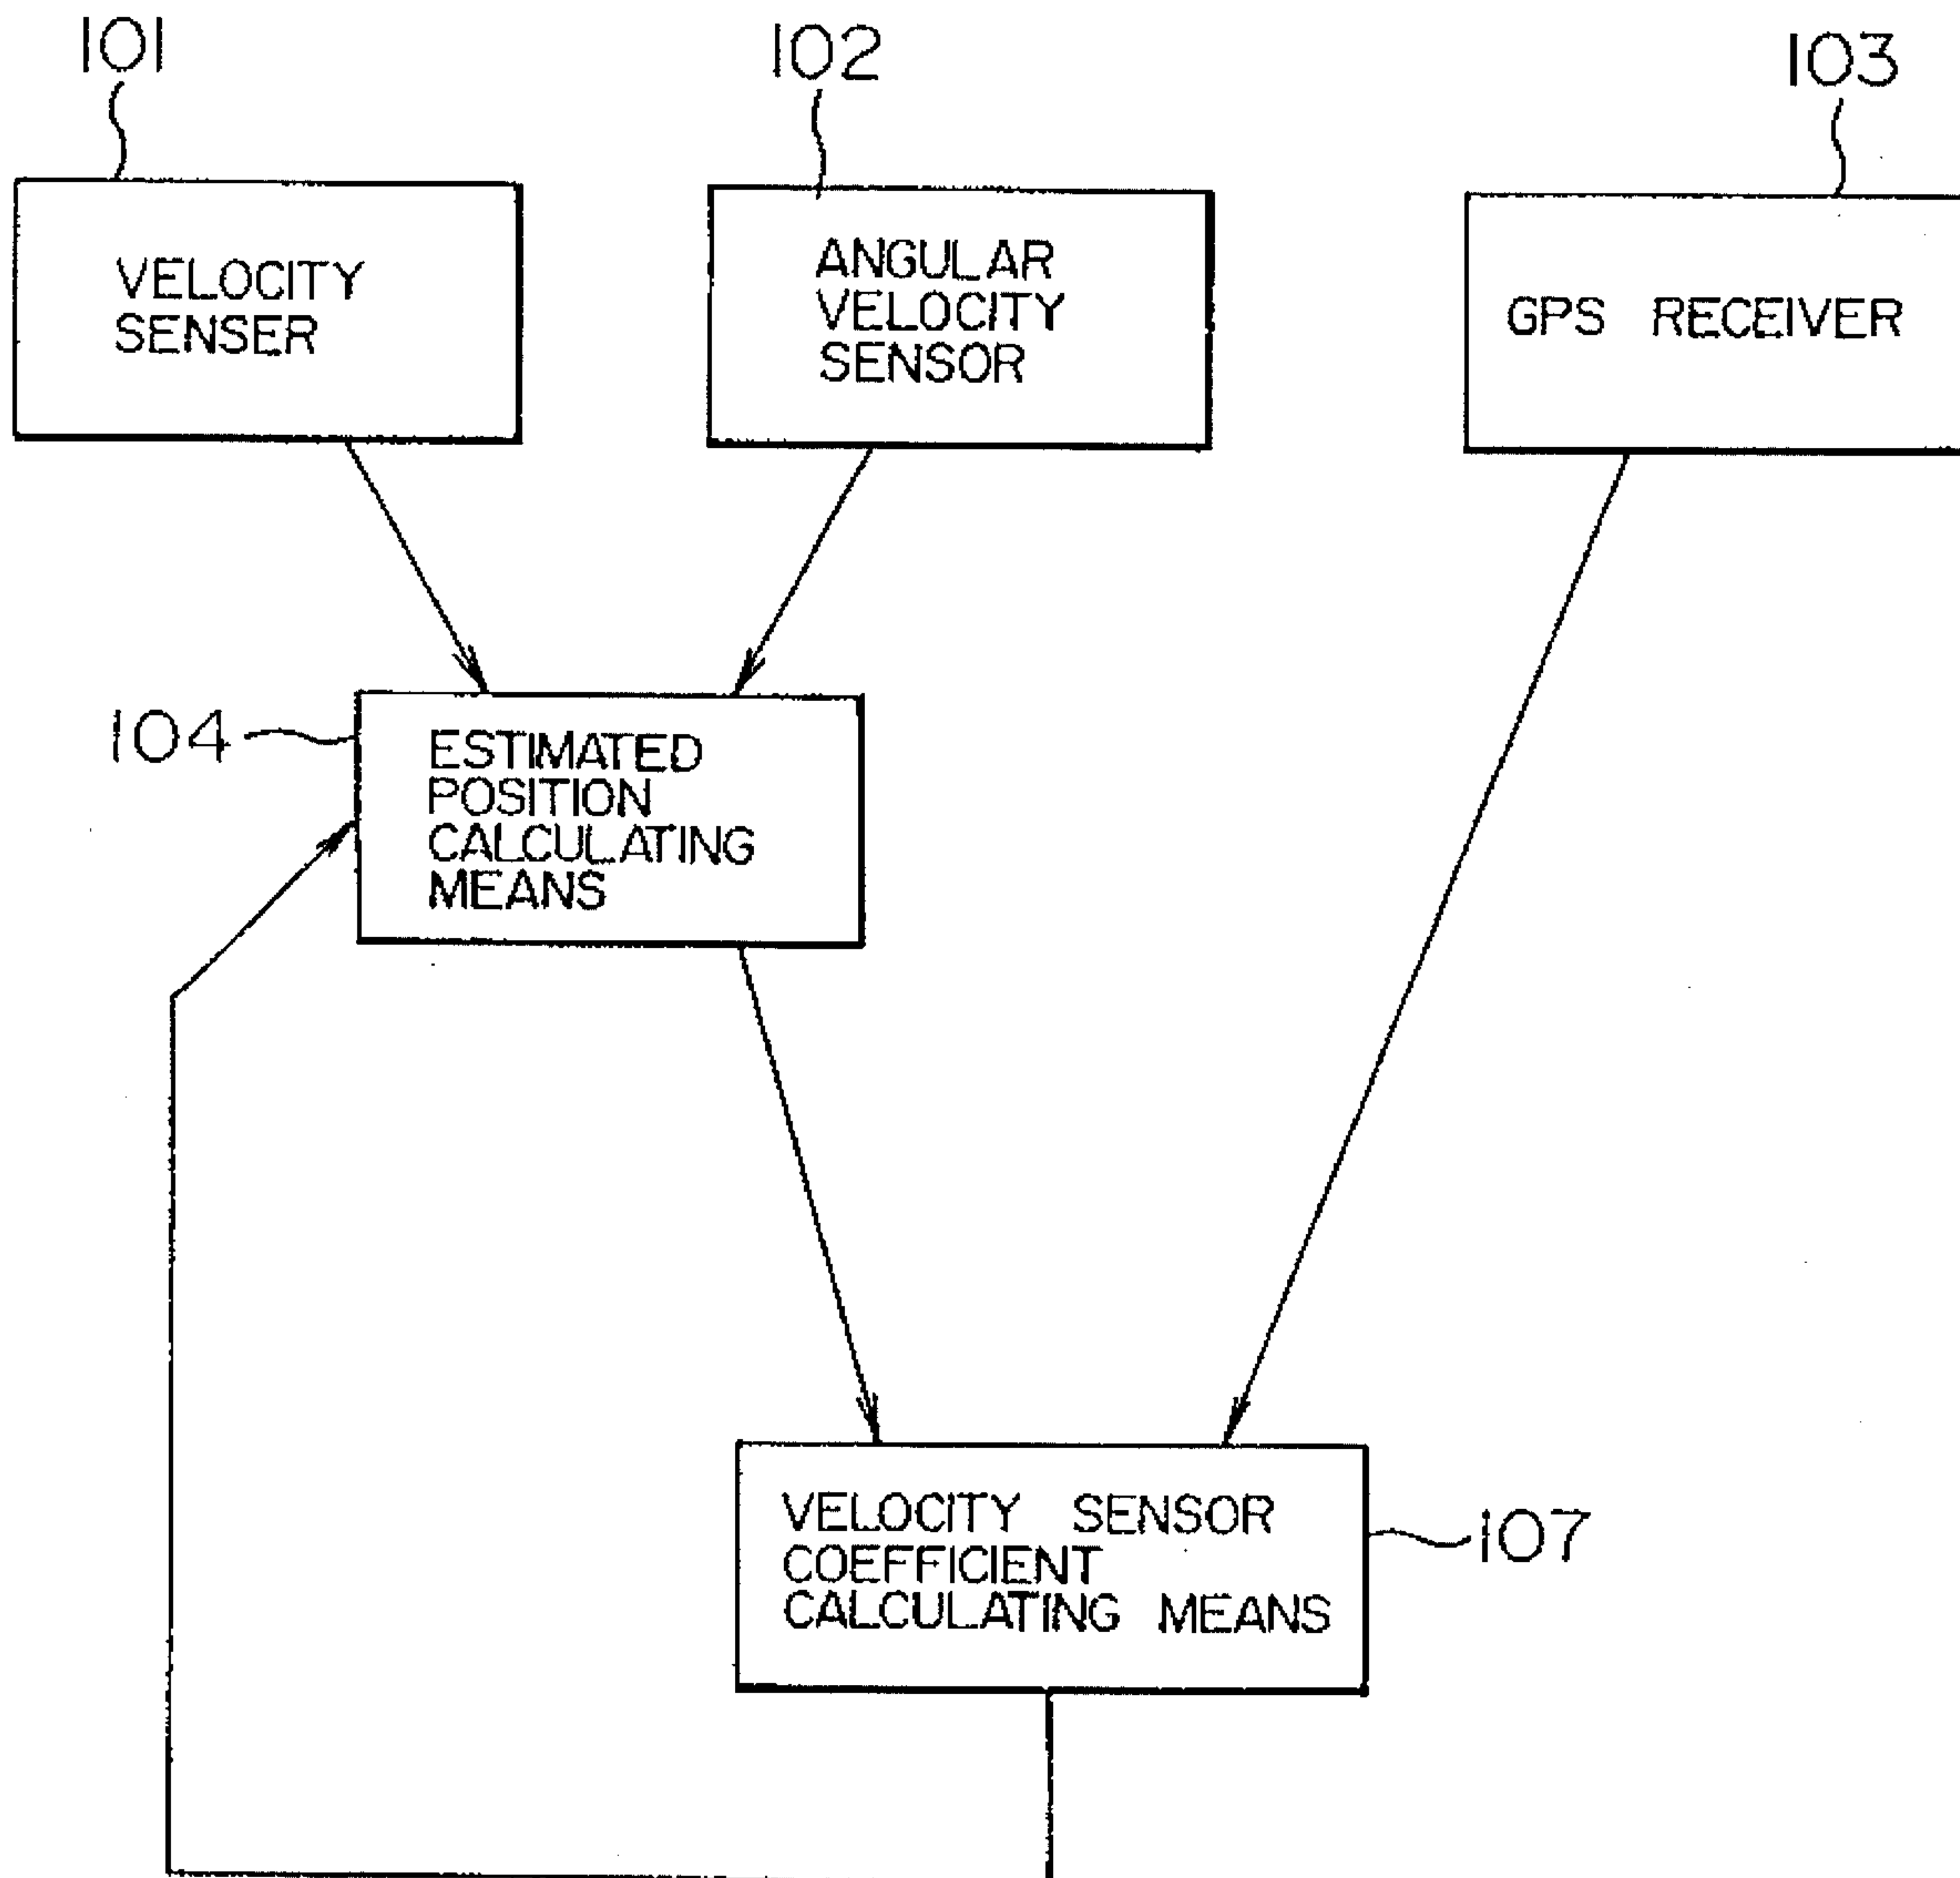 101
102
103
VELOCITY
SENSER
ANGULAR
VELOCITY
SENSOR
GPS RECEIVER
104
ESTIMATED
POSITION
CALCULATING
MEANS
VELOCITY SENSOR
COEFFICIENT
CALCULATING MEANS
107